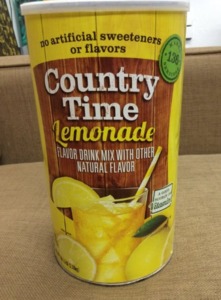 no artificial sweeteners
or flavors
Country
Time
Lemonade
FLAVOR DRINK MIX WITH OTHER
NATURAL FLAVOR